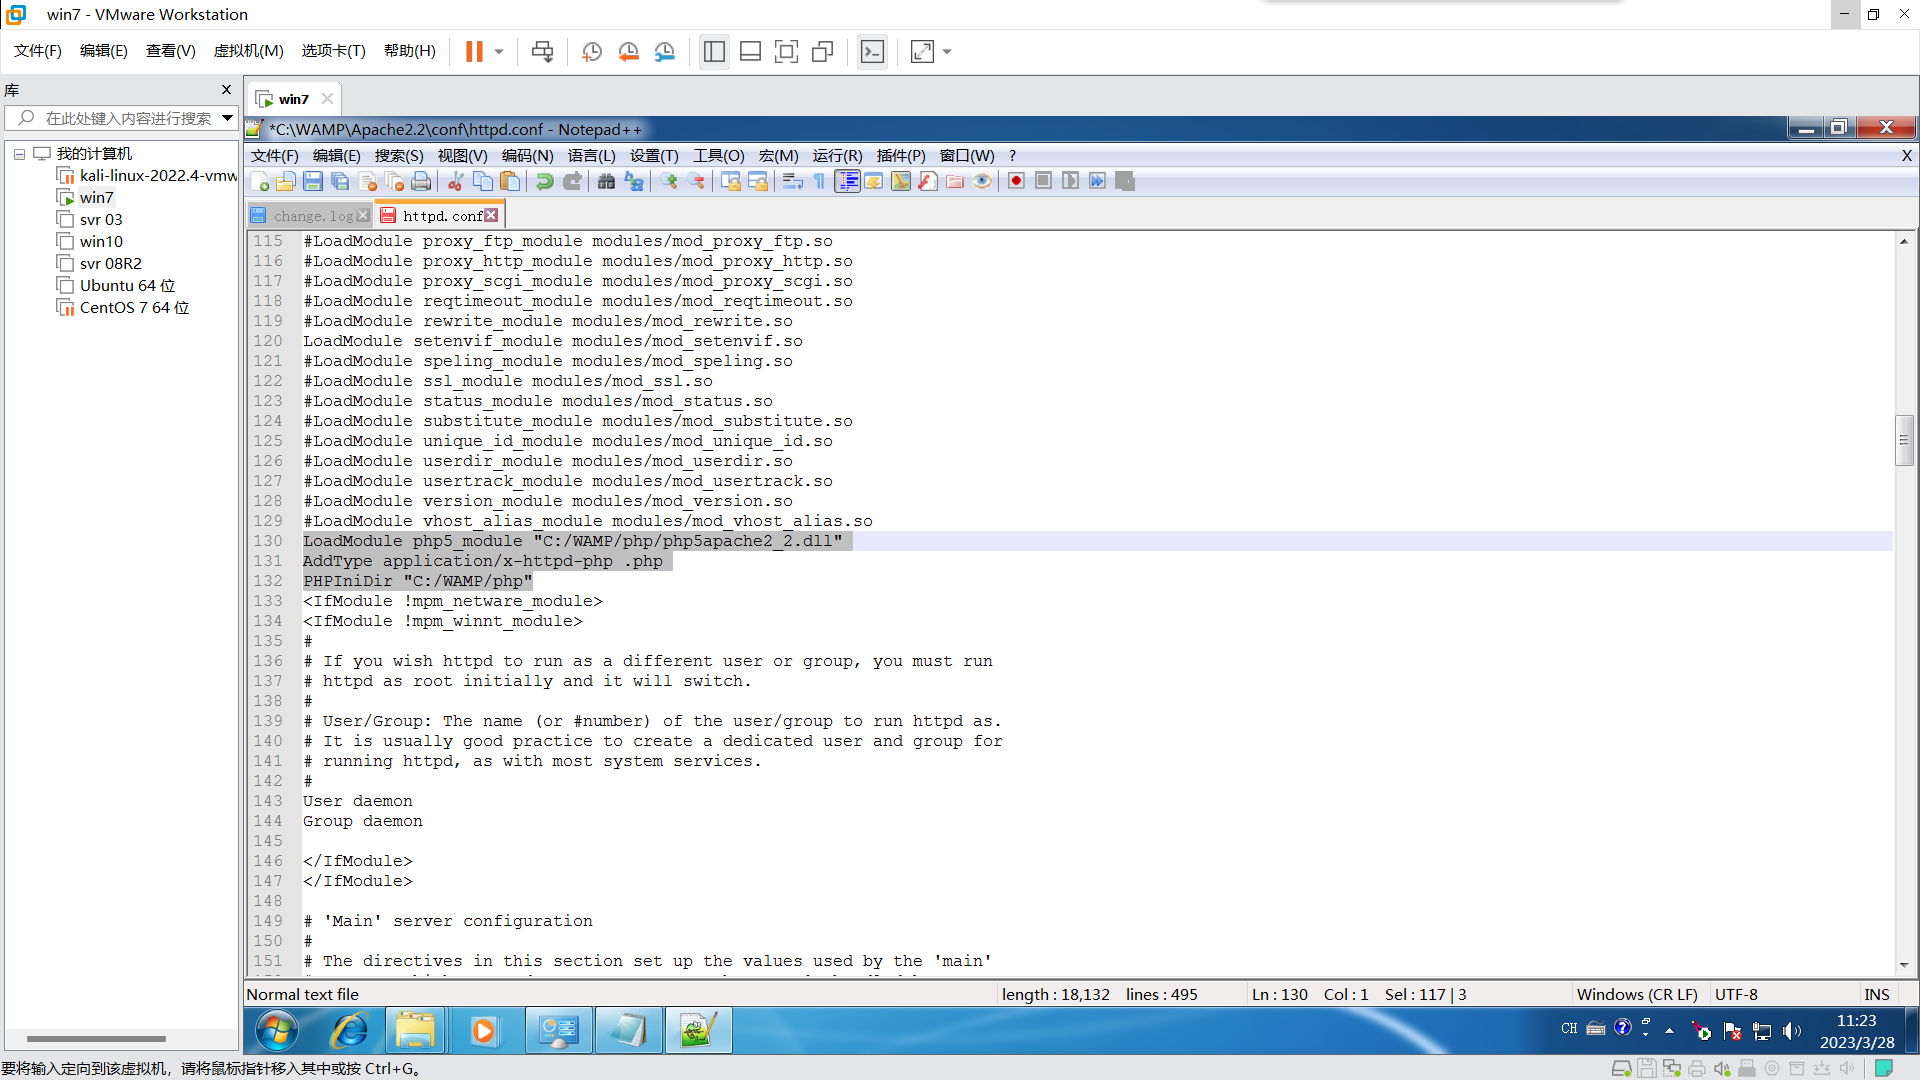 win7 - VMware Workstation
文件(F) 编辑(E) 查看(V) 虚拟机(M) 选项卡(T) 帮助(H)
库
在此处键入内容进行搜索
我的计算机
kali-linux-2022.4-vmw
win7
svr 03
win10
svr 08R2
Ubuntu 64 位
CentOS 7 64 位
win7
*C:\WAMP\Apache2.2\conf\httpd.conf - Notepad++
文件(F) 编辑(E) 搜索(S) 视图(V) 编码(N) 语言(L) 设置(T) 工具(O) 宏(M) 运行(R) 插件(P) 窗口(W) ? X
change.log httpd.conf
115 #LoadModule proxy_ftp_module modules/mod_proxy_ftp.so
116 #LoadModule proxy_http_module modules/mod_proxy_http.so
117 #LoadModule proxy_scgi_module modules/mod_proxy_scgi.so
118 #LoadModule reqtimeout_module modules/mod_reqtimeout.so
119 #LoadModule rewrite_module modules/mod_rewrite.so
120 LoadModule setenvif_module modules/mod_setenvif.so
121 #LoadModule speling_module modules/mod_speling.so
122 #LoadModule ssl_module modules/mod_ssl.so
123 #LoadModule status_module modules/mod_status.so
124 #LoadModule substitute_module modules/mod_substitute.so
125 #LoadModule unique_id_module modules/mod_unique_id.so
126 #LoadModule userdir_module modules/mod_userdir.so
127 #LoadModule usertrack_module modules/mod_usertrack.so
128 #LoadModule version_module modules/mod_version.so
129 #LoadModule vhost_alias_module modules/mod_vhost_alias.so
130 LoadModule php5_module "C:/WAMP/php/php5apache2_2.dll"
131 AddType application/x-httpd-php .php
132 PHPIniDir "C:/WAMP/php"
133 <IfModule !mpm_netware_module>
134 <IfModule !mpm_winnt_module>
135 #
136 # If you wish httpd to run as a different user or group, you must run
137 # httpd as root initially and it will switch.
138 #
139 # User/Group: The name (or #number) of the user/group to run httpd as.
140 # It is usually good practice to create a dedicated user and group for
141 # running httpd, as with most system services.
142 #
143 User daemon
144 Group daemon
145
146 </IfModule>
147 </IfModule>
148
149 # 'Main' server configuration
150 #
151 # The directives in this section set up the values used by the 'main'
Normal text file length : 18,132 lines : 495 Ln : 130 Col : 1 Sel : 117 | 3 Windows (CR LF) UTF-8 INS
CH 11:23
2023/3/28
要将输入定向到该虚拟机，请将鼠标指针移入其中或按 Ctrl+G。